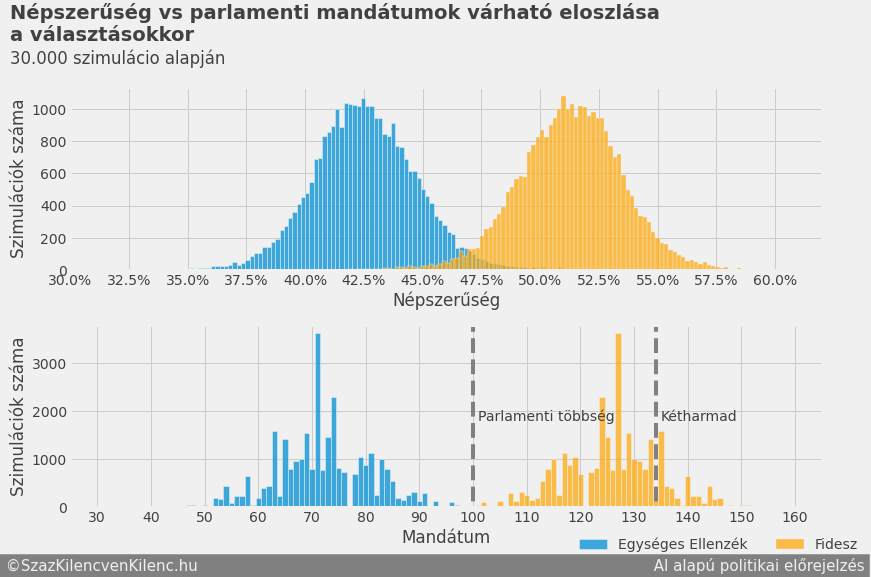 Népszerűség vs parlamenti mandátumok várható eloszlása
a választásokkor
30.000 szimulácio alapján
Szimulációk száma
1000
800
600
400
200
0
30.0% 32.5% 35.0% 37.5% 40.0% 42.5% 45.0% 47.5% 50.0% 52.5% 55.0% 57.5% 60.0%
Népszerűség
Szimulációk száma
3000
2000
1000
0
Parlamenti többség Kétharmad
30 40 50 60 70 80 90 100 110 120 130 140 150 160
Mandátum
Egységes Ellenzék Fidesz
©SzazKilencvenKilenc.hu AI alapú politikai előrejelzés